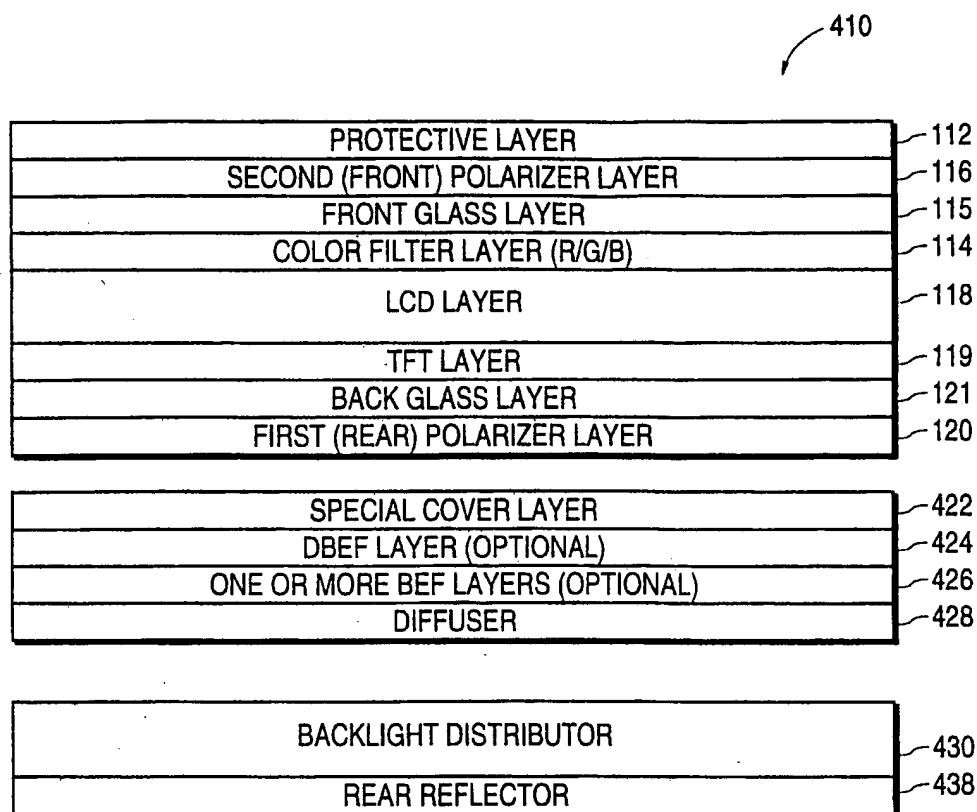 410
PROTECTIVE LAYER 112
SECOND (FRONT) POLARIZER LAYER 116
FRONT GLASS LAYER 115
COLOR FILTER LAYER (R/G/B) 114
LCD LAYER 118
TFT LAYER 119
BACK GLASS LAYER 121
FIRST (REAR) POLARIZER LAYER 120
SPECIAL COVER LAYER 422
DBEF LAYER (OPTIONAL) 424
ONE OR MORE BEF LAYERS (OPTIONAL) 426
DIFFUSER 428
BACKLIGHT DISTRIBUTOR 430
REAR REFLECTOR 438